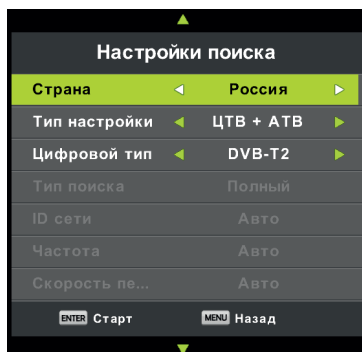 Настройки поиска
Страна Россия
Тип настройки ЦТВ + АТВ
Цифровой тип DVB-T2
Тип поиска Полный
ID сети Авто
Частота Авто
Скорость пе... Авто
ENTER Старт MENU Назад